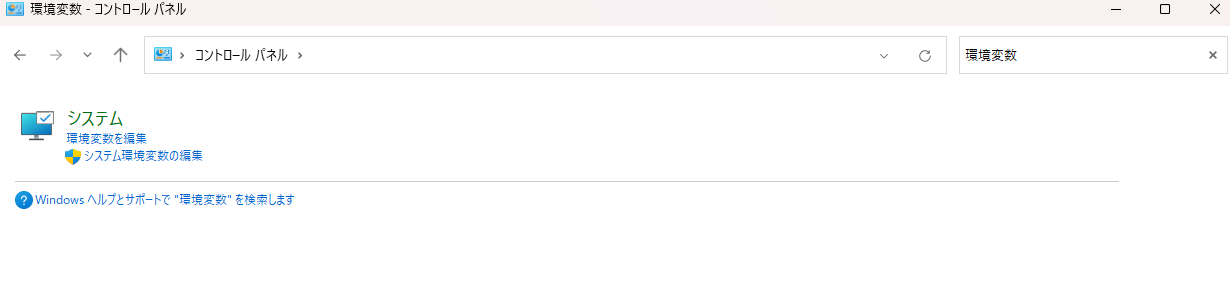 環境変数 - コントロール パネル
コントロール パネル
環境変数
システム
環境変数を編集
システム環境変数の編集
Windows ヘルプとサポートで "環境変数" を検索します